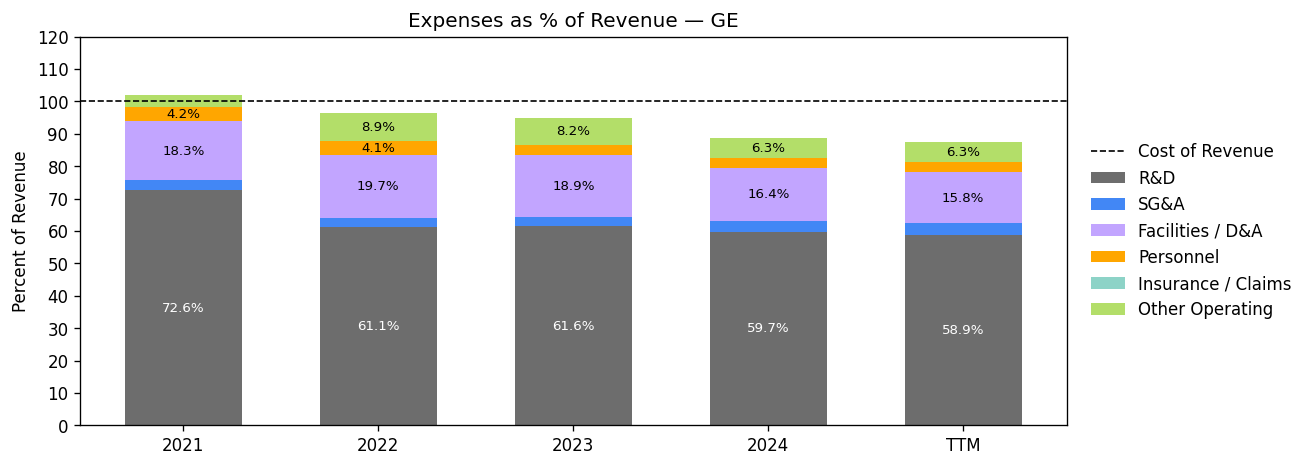 Expenses as % of Revenue — GE
Percent of Revenue
120
110
100
90
80
70
60
50
40
30
20
10
0
4.2%
18.3%
72.6%
8.9%
4.1%
19.7%
61.1%
8.2%
18.9%
61.6%
6.3%
16.4%
59.7%
6.3%
15.8%
58.9%
2021 2022 2023 2024 TTM
Cost of Revenue
R&D
SG&A
Facilities / D&A
Personnel
Insurance / Claims
Other Operating